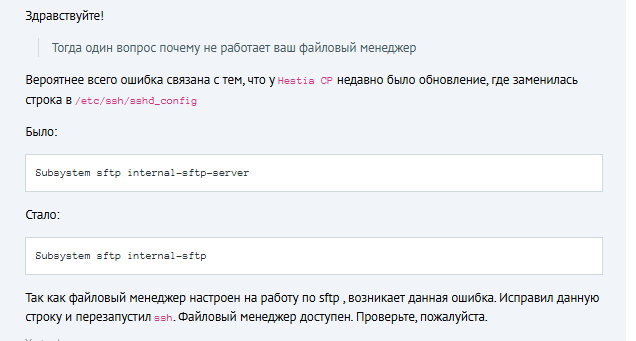 Здравствуйте!
Тогда один вопрос почему не работает ваш файловый менеджер
Вероятнее всего ошибка связана с тем, что у Hestia CP недавно было обновление, где заменилась
строка в /etc/ssh/sshd_config
Было:
Subsystem sftp internal-sftp-server
Стало:
Subsystem sftp internal-sftp
Так как файловый менеджер настроен на работу по sftp , возникает данная ошибка. Исправил данную
строку и перезапустил ssh. Файловый менеджер доступен. Проверьте, пожалуйста.